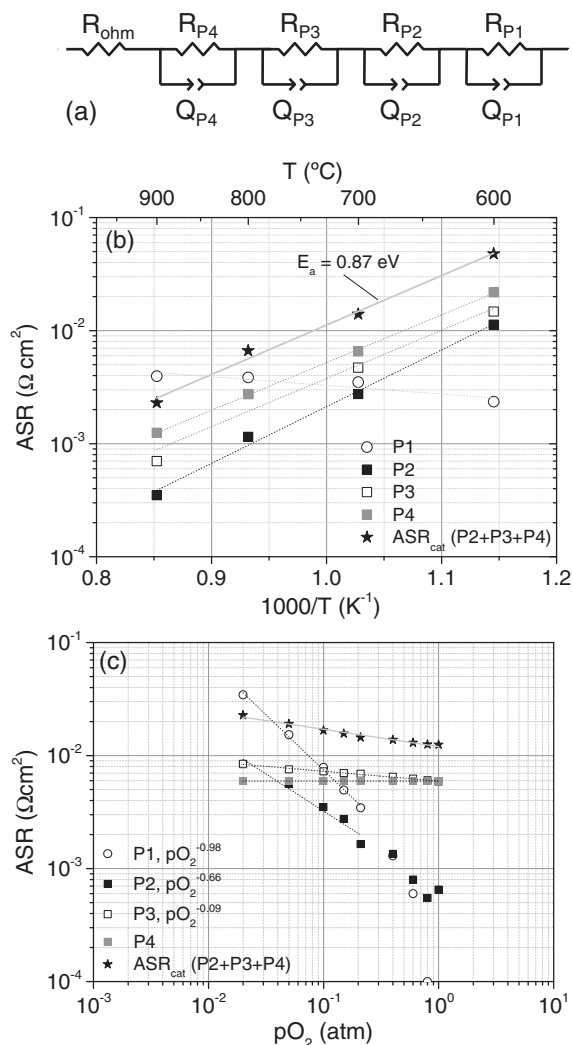 R_ohm R_P4 R_P3 R_P2 R_P1
Q_P4 Q_P3 Q_P2 Q_P1
(a)
T (ºC)
900 800 700 600
(b)
E_a = 0.87 eV
10^-1
10^-2
10^-3
10^-4
ASR (Ω cm^2)
P1
P2
P3
P4
ASR_cat (P2+P3+P4)
0.8 0.9 1.0 1.1 1.2
1000/T (K^-1)
(c)
10^-1
10^-2
10^-3
10^-4
ASR (Ωcm^2)
P1, pO_2^-0.98
P2, pO_2^-0.66
P3, pO_2^-0.09
P4
ASR_cat (P2+P3+P4)
10^-3 10^-2 10^-1 10^0
pO_2 (atm)